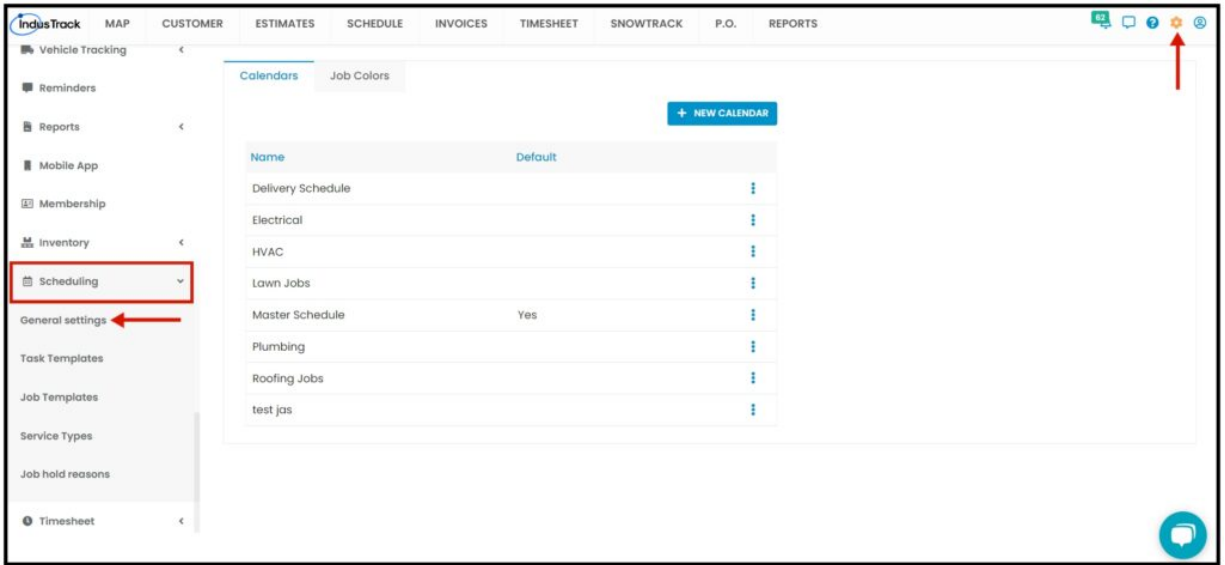 IndusTrack MAP CUSTOMER ESTIMATES SCHEDULE INVOICES TIMESHEET SNOWTRACK P.O. REPORTS 62
Vehicle Tracking
Reminders
Reports
Mobile App
Membership
Inventory
Scheduling
General settings
Task Templates
Job Templates
Service Types
Job hold reasons
Timesheet
Calendars Job Colors
+ NEW CALENDAR
Name Default
Delivery Schedule
Electrical
HVAC
Lawn Jobs
Master Schedule Yes
Plumbing
Roofing Jobs
test jas